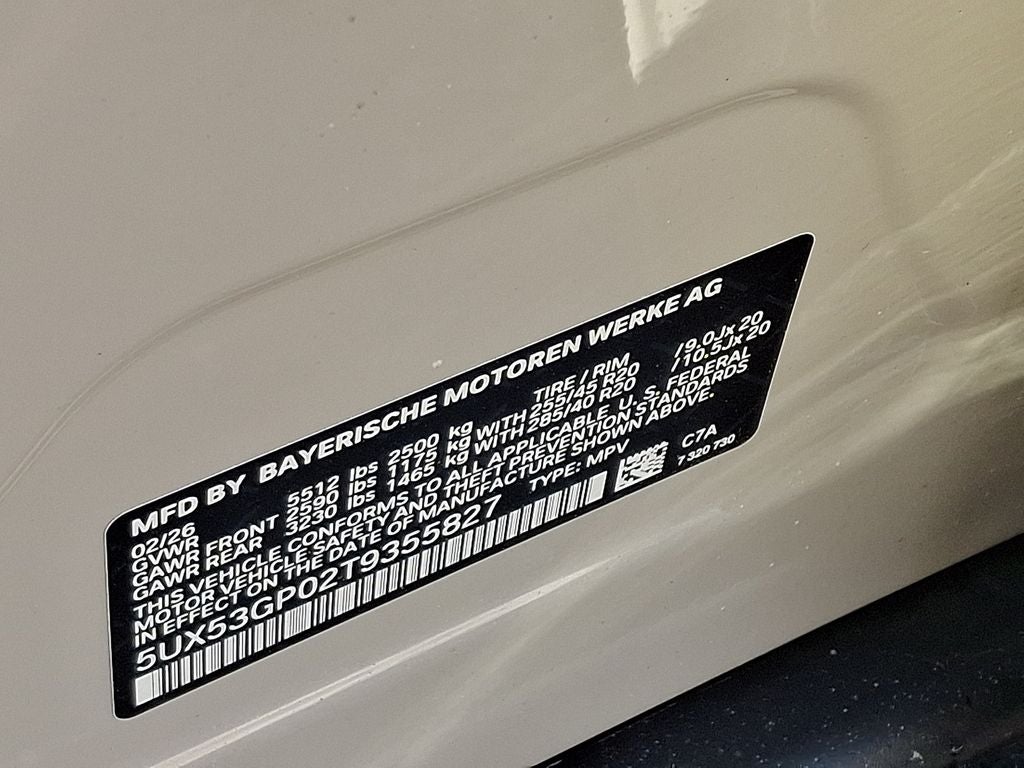 MFD BY BAYERISCHE MOTOREN WERKE AG
02/26 TIRE / RIM
GVWR 5512 lbs 2500 kg WITH 255/45 R20 /9.0Jx20
GAWR FRONT 2590 lbs 1175 kg WITH 285/40 R20 /10.5Jx20
GAWR REAR 3230 lbs 1465 kg
THIS VEHICLE CONFORMS TO ALL APPLICABLE U.S. FEDERAL
MOTOR VEHICLE SAFETY AND THEFT PREVENTION STANDARDS
IN EFFECT ON THE DATE OF MANUFACTURE SHOWN ABOVE.
5UX53GP02T9355827 TYPE: MPV C7A
7 320 730